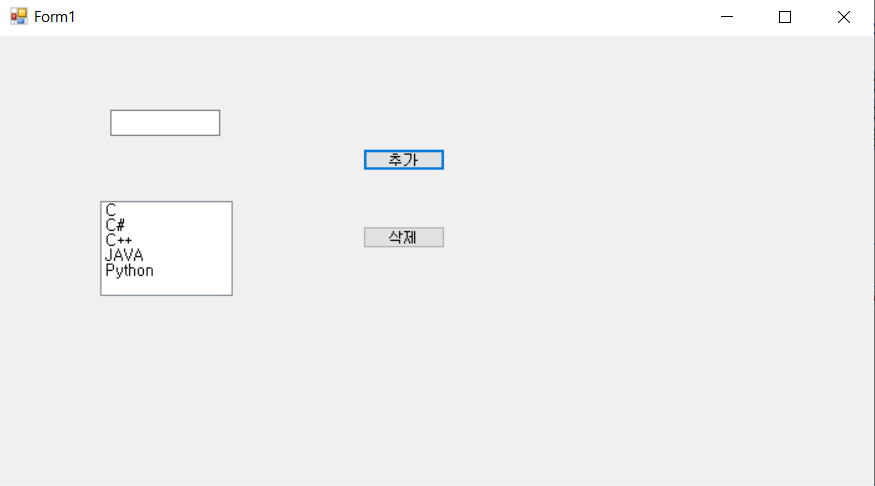 Form1
추가
C
C#
C++
JAVA
Python
삭제